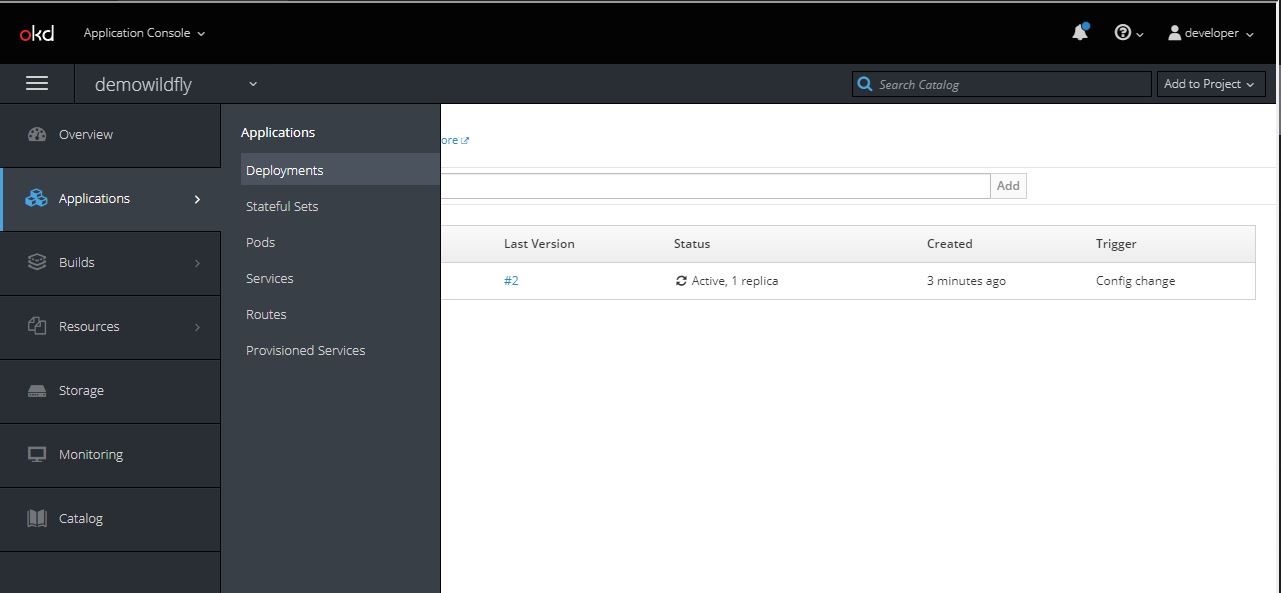 okd Application Console developer
demowildfly Search Catalog Add to Project
Overview
Applications
Builds
Resources
Storage
Monitoring
Catalog
Applications
Deployments
Stateful Sets
Pods
Services
Routes
Provisioned Services
ore
Add
Last Version Status Created Trigger
#2 Active, 1 replica 3 minutes ago Config change